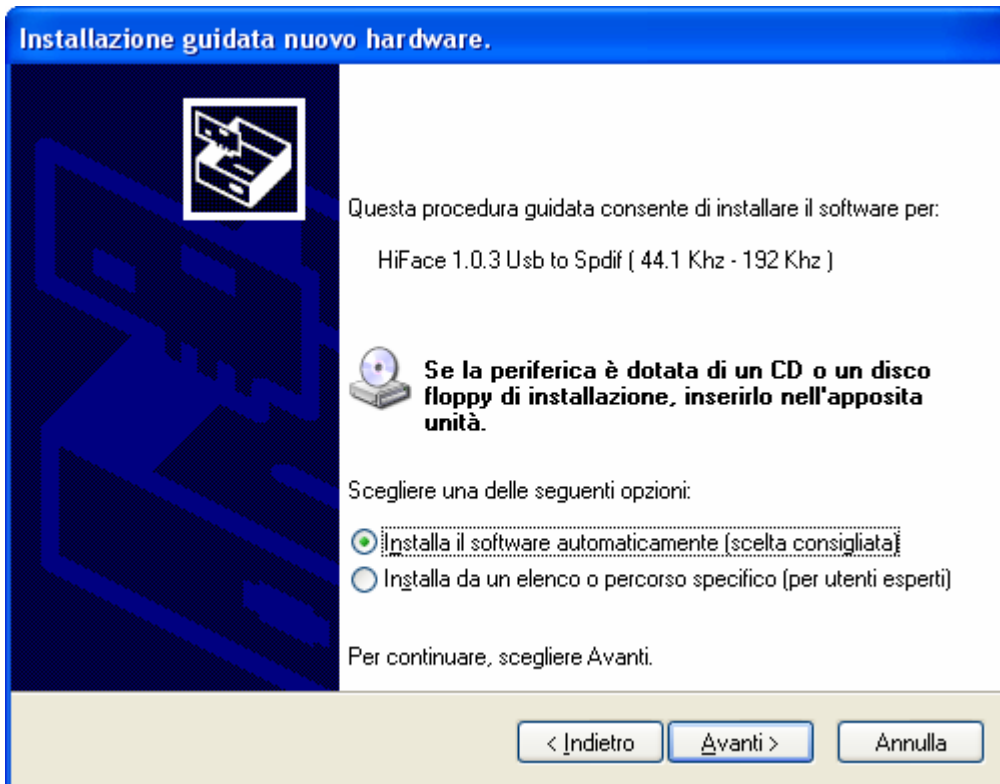 Installazione guidata nuovo hardware.
Questa procedura guidata consente di installare il software per:
HiFace 1.0.3 Usb to Spdif ( 44.1 Khz - 192 Khz )
Se la periferica è dotata di un CD o un disco
floppy di installazione, inserirlo nell'apposita
unità.
Scegliere una delle seguenti opzioni:
Installa il software automaticamente (scelta consigliata)
Installa da un elenco o percorso specifico (per utenti esperti)
Per continuare, scegliere Avanti.
< Indietro Avanti > Annulla